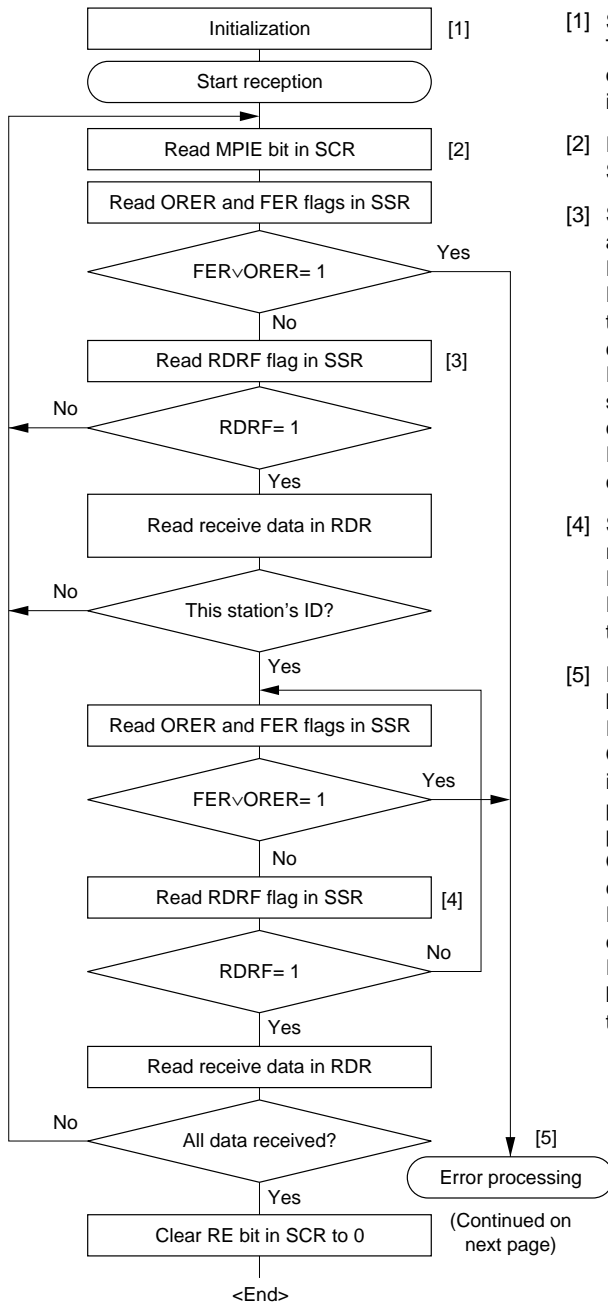 Initialization
[1]
Start reception
Read MPIE bit in SCR
[2]
Read ORER and FER flags in SSR
Yes
FER∨ORER= 1
No
Read RDRF flag in SSR
[3]
No
RDRF= 1
Yes
Read receive data in RDR
No
This station's ID?
Yes
Read ORER and FER flags in SSR
Yes
FER∨ORER= 1
No
Read RDRF flag in SSR
[4]
No
RDRF= 1
Yes
Read receive data in RDR
No
All data received?
Yes
Clear RE bit in SCR to 0
<End>
[5]
Error processing
(Continued on
next page)
[1]
[2]
[3]
[4]
[5]